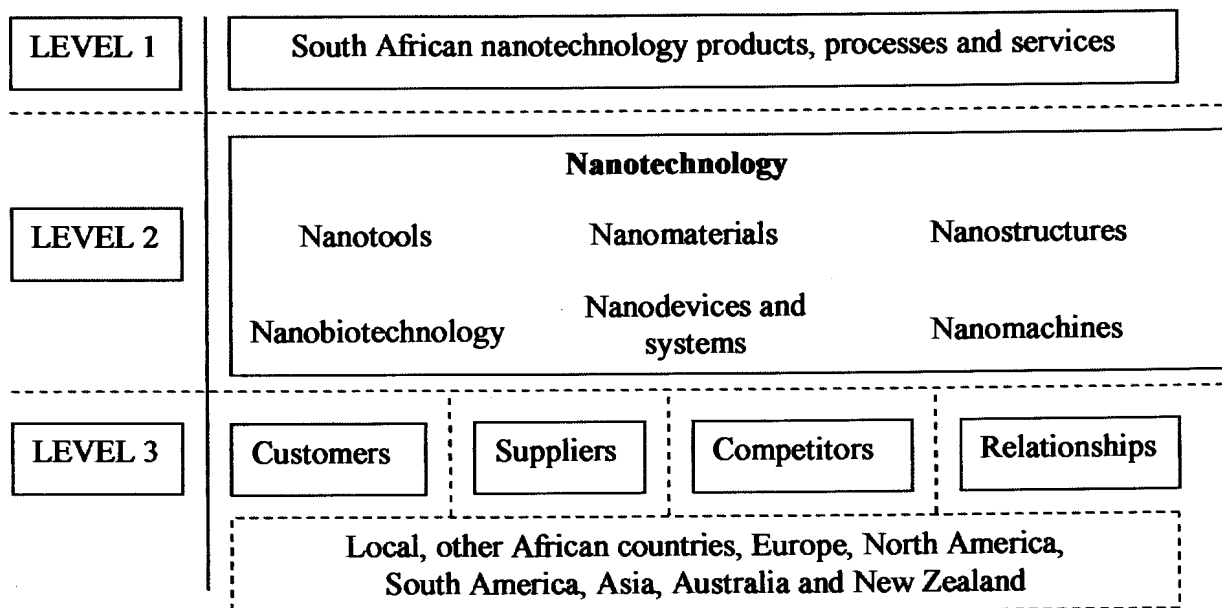 LEVEL 1
South African nanotechnology products, processes and services
Nanotechnology
LEVEL 2
Nanotools
Nanomaterials
Nanostructures
Nanobiotechnology
Nanodevices and
systems
Nanomachines
LEVEL 3
Customers
Suppliers
Competitors
Relationships
Local, other African countries, Europe, North America,
South America, Asia, Australia and New Zealand